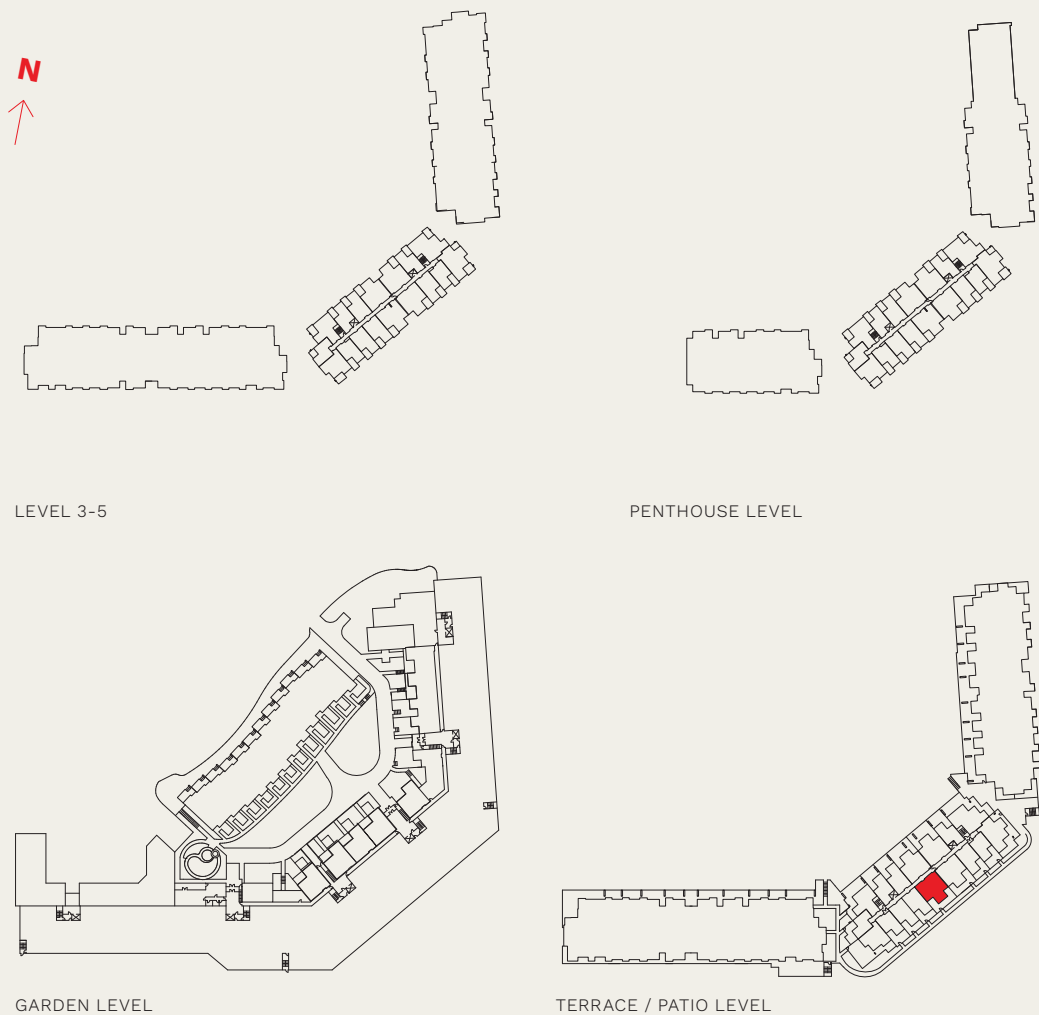 N
LEVEL 3-5
PENTHOUSE LEVEL
GARDEN LEVEL
TERRACE / PATIO LEVEL